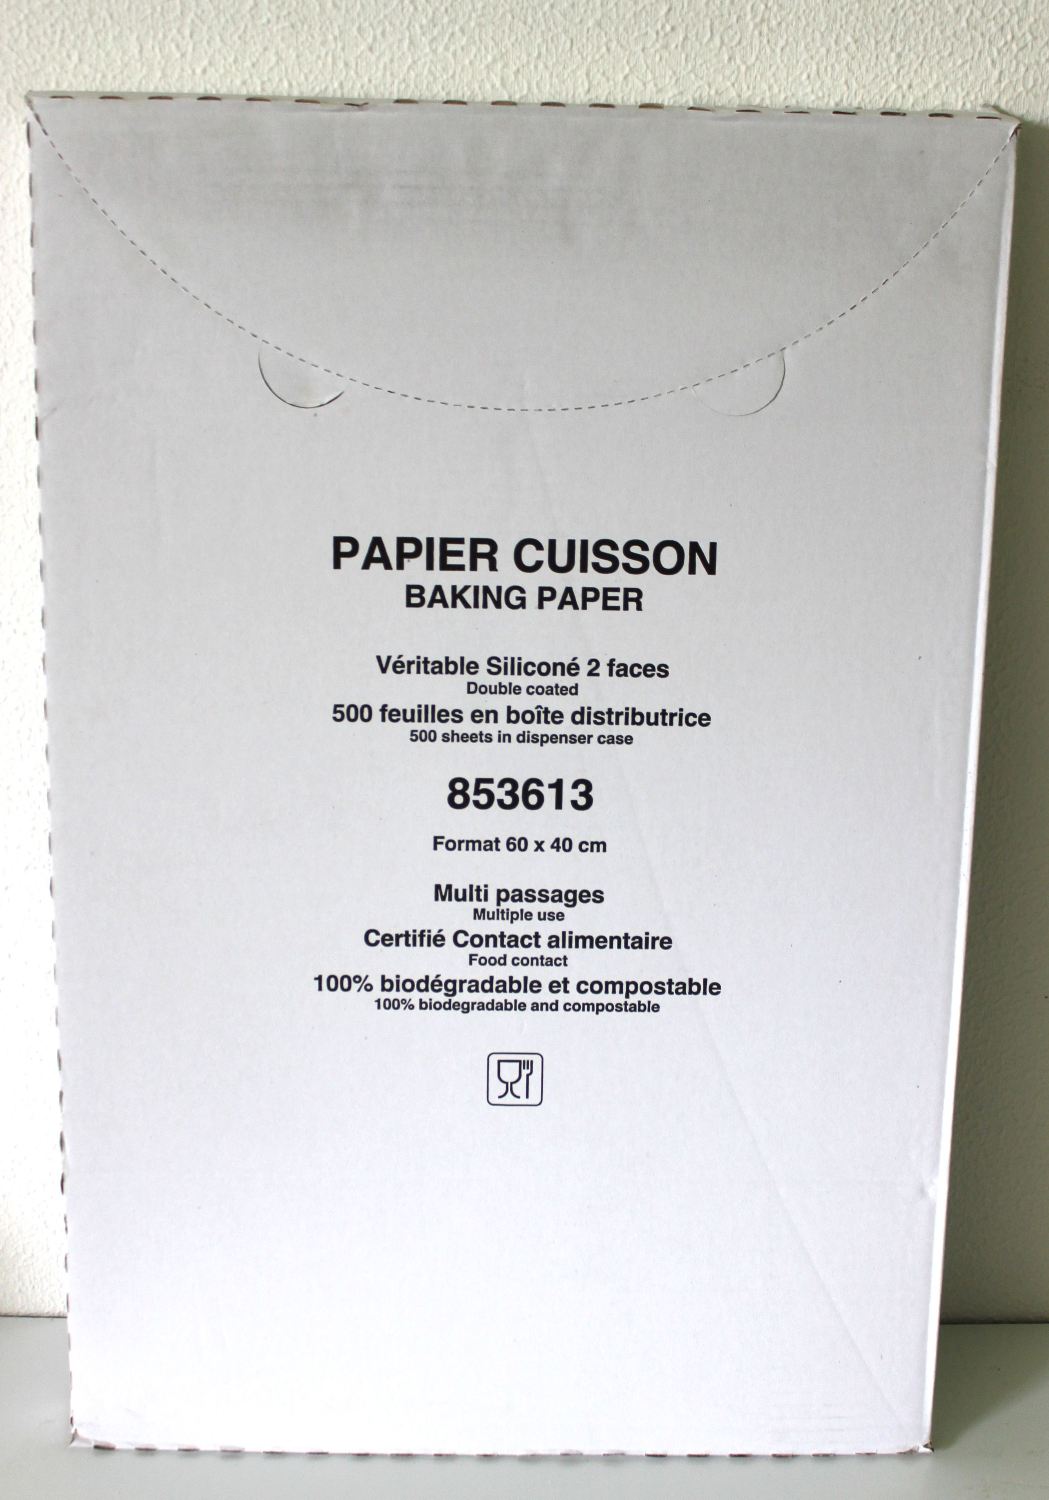 PAPIER CUISSON
BAKING PAPER
Véritable Siliconé 2 faces
Double coated
500 feuilles en boîte distributrice
500 sheets in dispenser case
853613
Format 60 x 40 cm
Multi passages
Multiple use
Certifié Contact alimentaire
Food contact
100% biodégradable et compostable
100% biodegradable and compostable